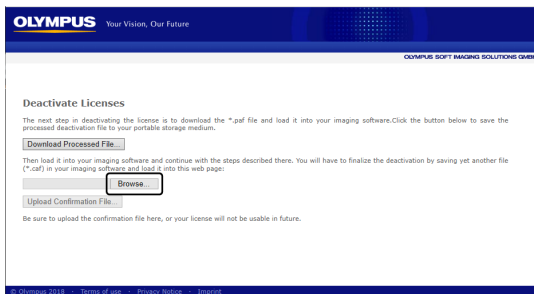 OLYMPUS Your Vision, Our Future
OLYMPUS SOFT IMAGING SOLUTIONS GMB
Deactivate Licenses
The next step in deactivating the license is to download the *.paf file and load it into your imaging software.Click the button below to save the
processed deactivation file to your portable storage medium.
Download Processed File...
Then load it into your imaging software and continue with the steps described there. You will have to finalize the deactivation by saving yet another file
(*.caf) in your imaging software and load it into this web page:
Browse...
Upload Confirmation File...
Be sure to upload the confirmation file here, or your license will not be usable in future.
© Olympus 2018 · Terms of use · Privacy Notice · Imprint